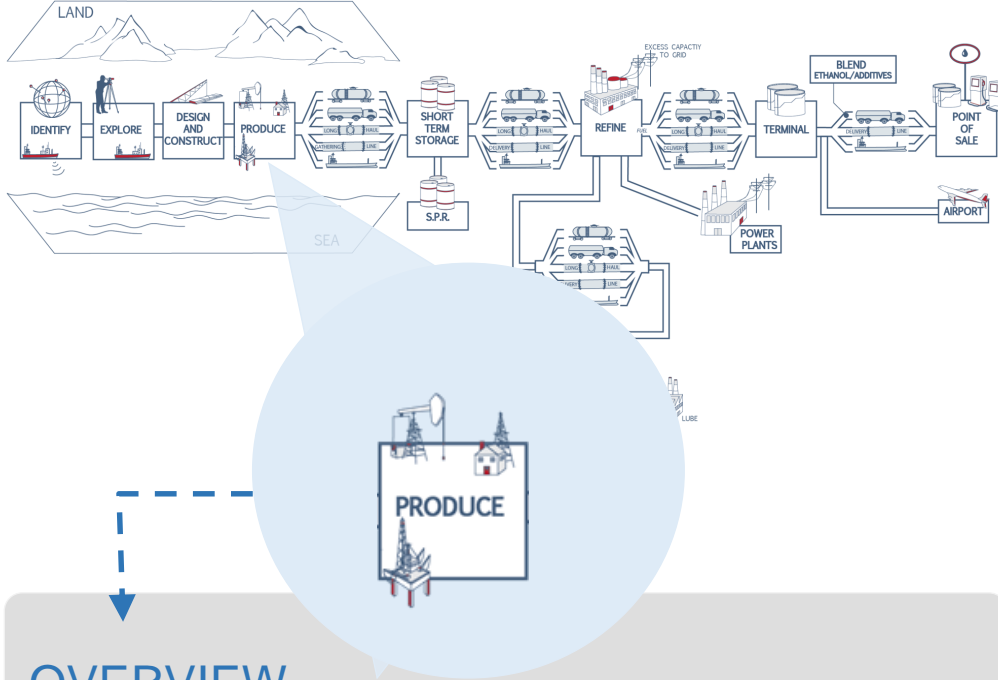 LAND
EXCESS CAPACTIY
TO GRID
BLEND
ETHANOL/ADDITIVES
IDENTIFY
EXPLORE
DESIGN
AND
CONSTRUCT
PRODUCE
LONG HAUL
GATHERING LINE
SHORT
TERM
STORAGE
LONG HAUL
DELIVERY LINE
REFINE
FUEL
LONG HAUL
DELIVERY LINE
TERMINAL
DELIVERY LINE
POINT
OF
SALE
S.P.R.
AIRPORT
SEA
POWER
PLANTS
LONG HAUL
LINE
LUBE
PRODUCE
OVERVIEW